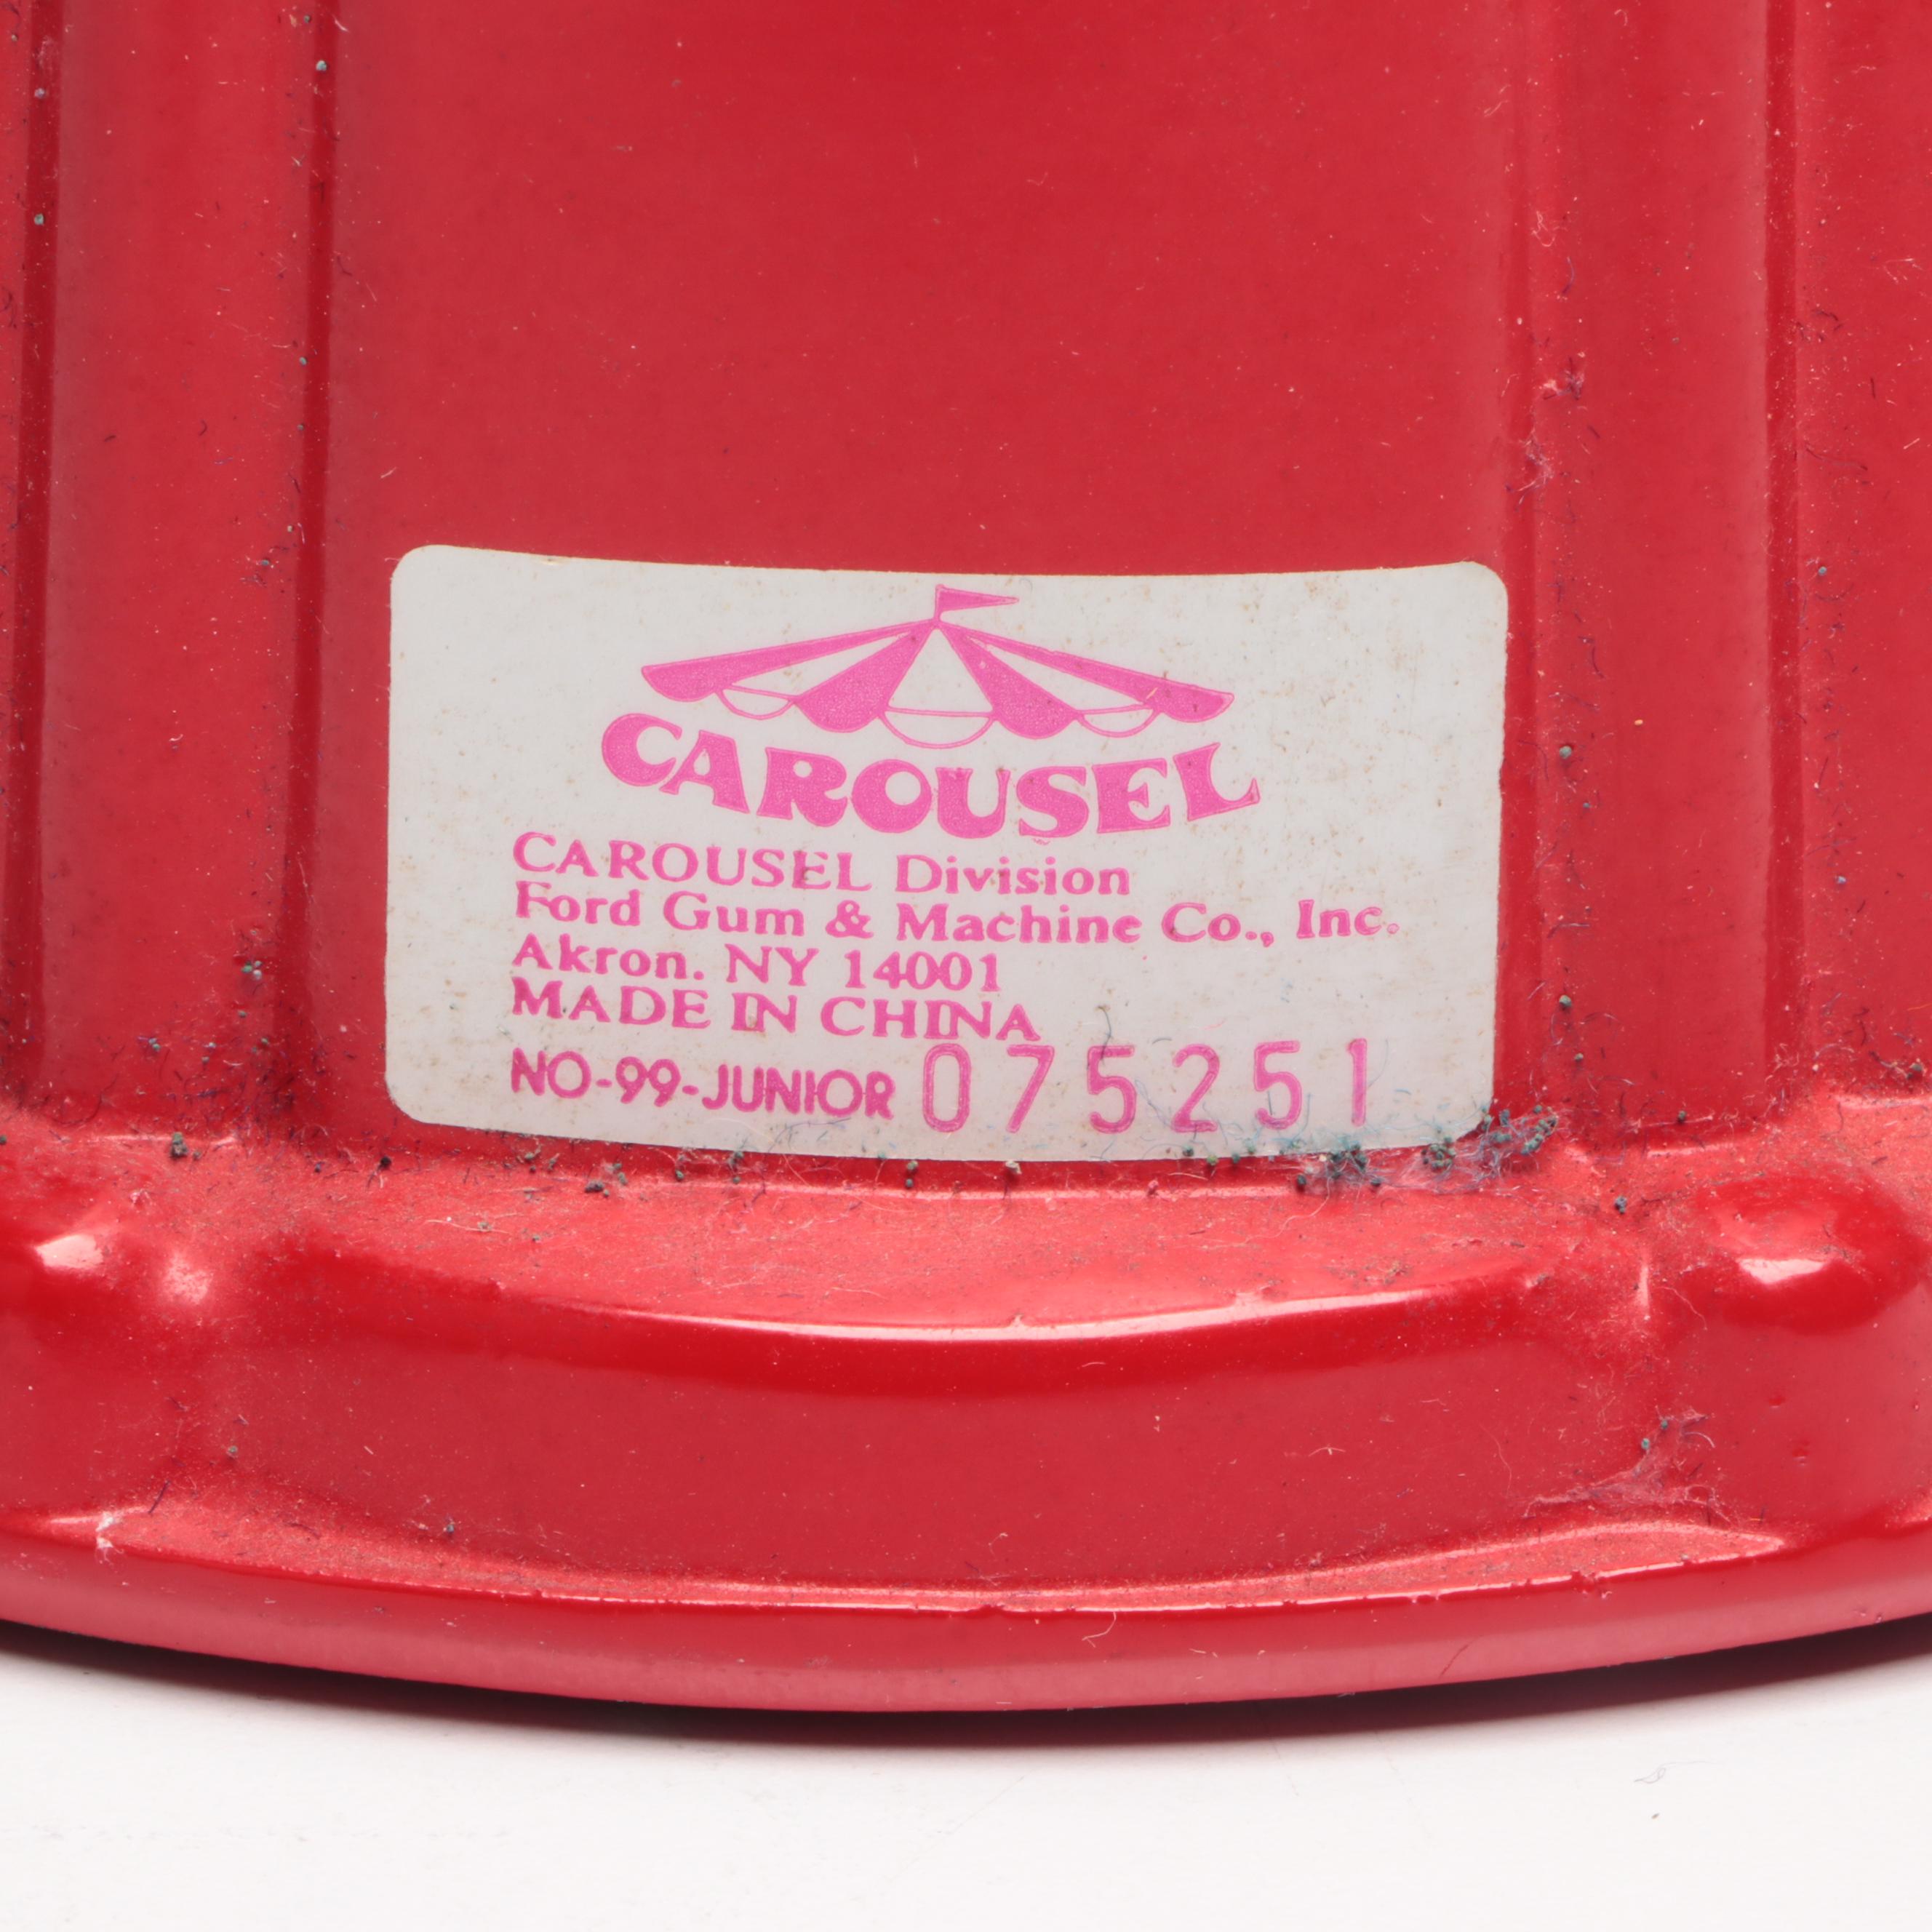 CAROUSEL
CAROUSEL Division
Ford Gum & Machine Co., Inc.
Akron. NY 14001
MADE IN CHINA
NO-99-JUNIOR 075251